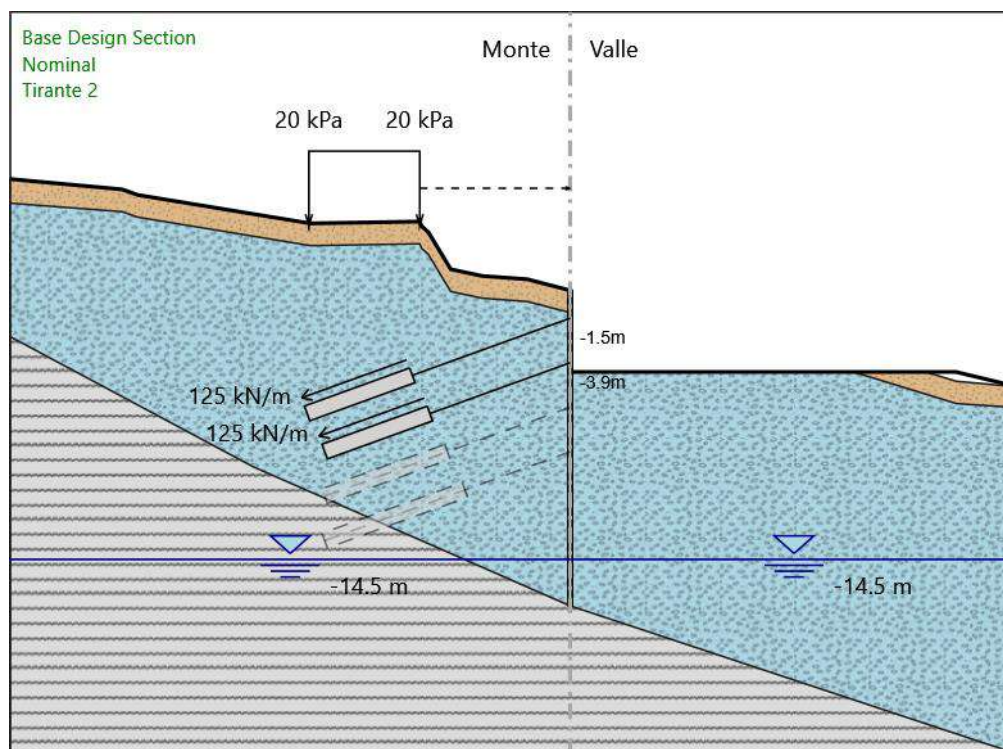 Base Design Section
Nominal
Tirante 2
Monte
Valle
20 kPa
20 kPa
-1.5m
-3.9m
125 kN/m
125 kN/m
-14.5 m
-14.5 m